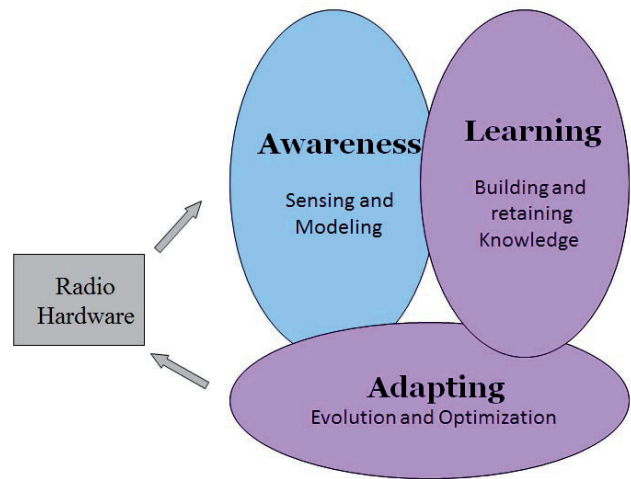 Awareness
Sensing and
Modeling
Learning
Building and
retaining
Knowledge
Radio
Hardware
Adapting
Evolution and Optimization